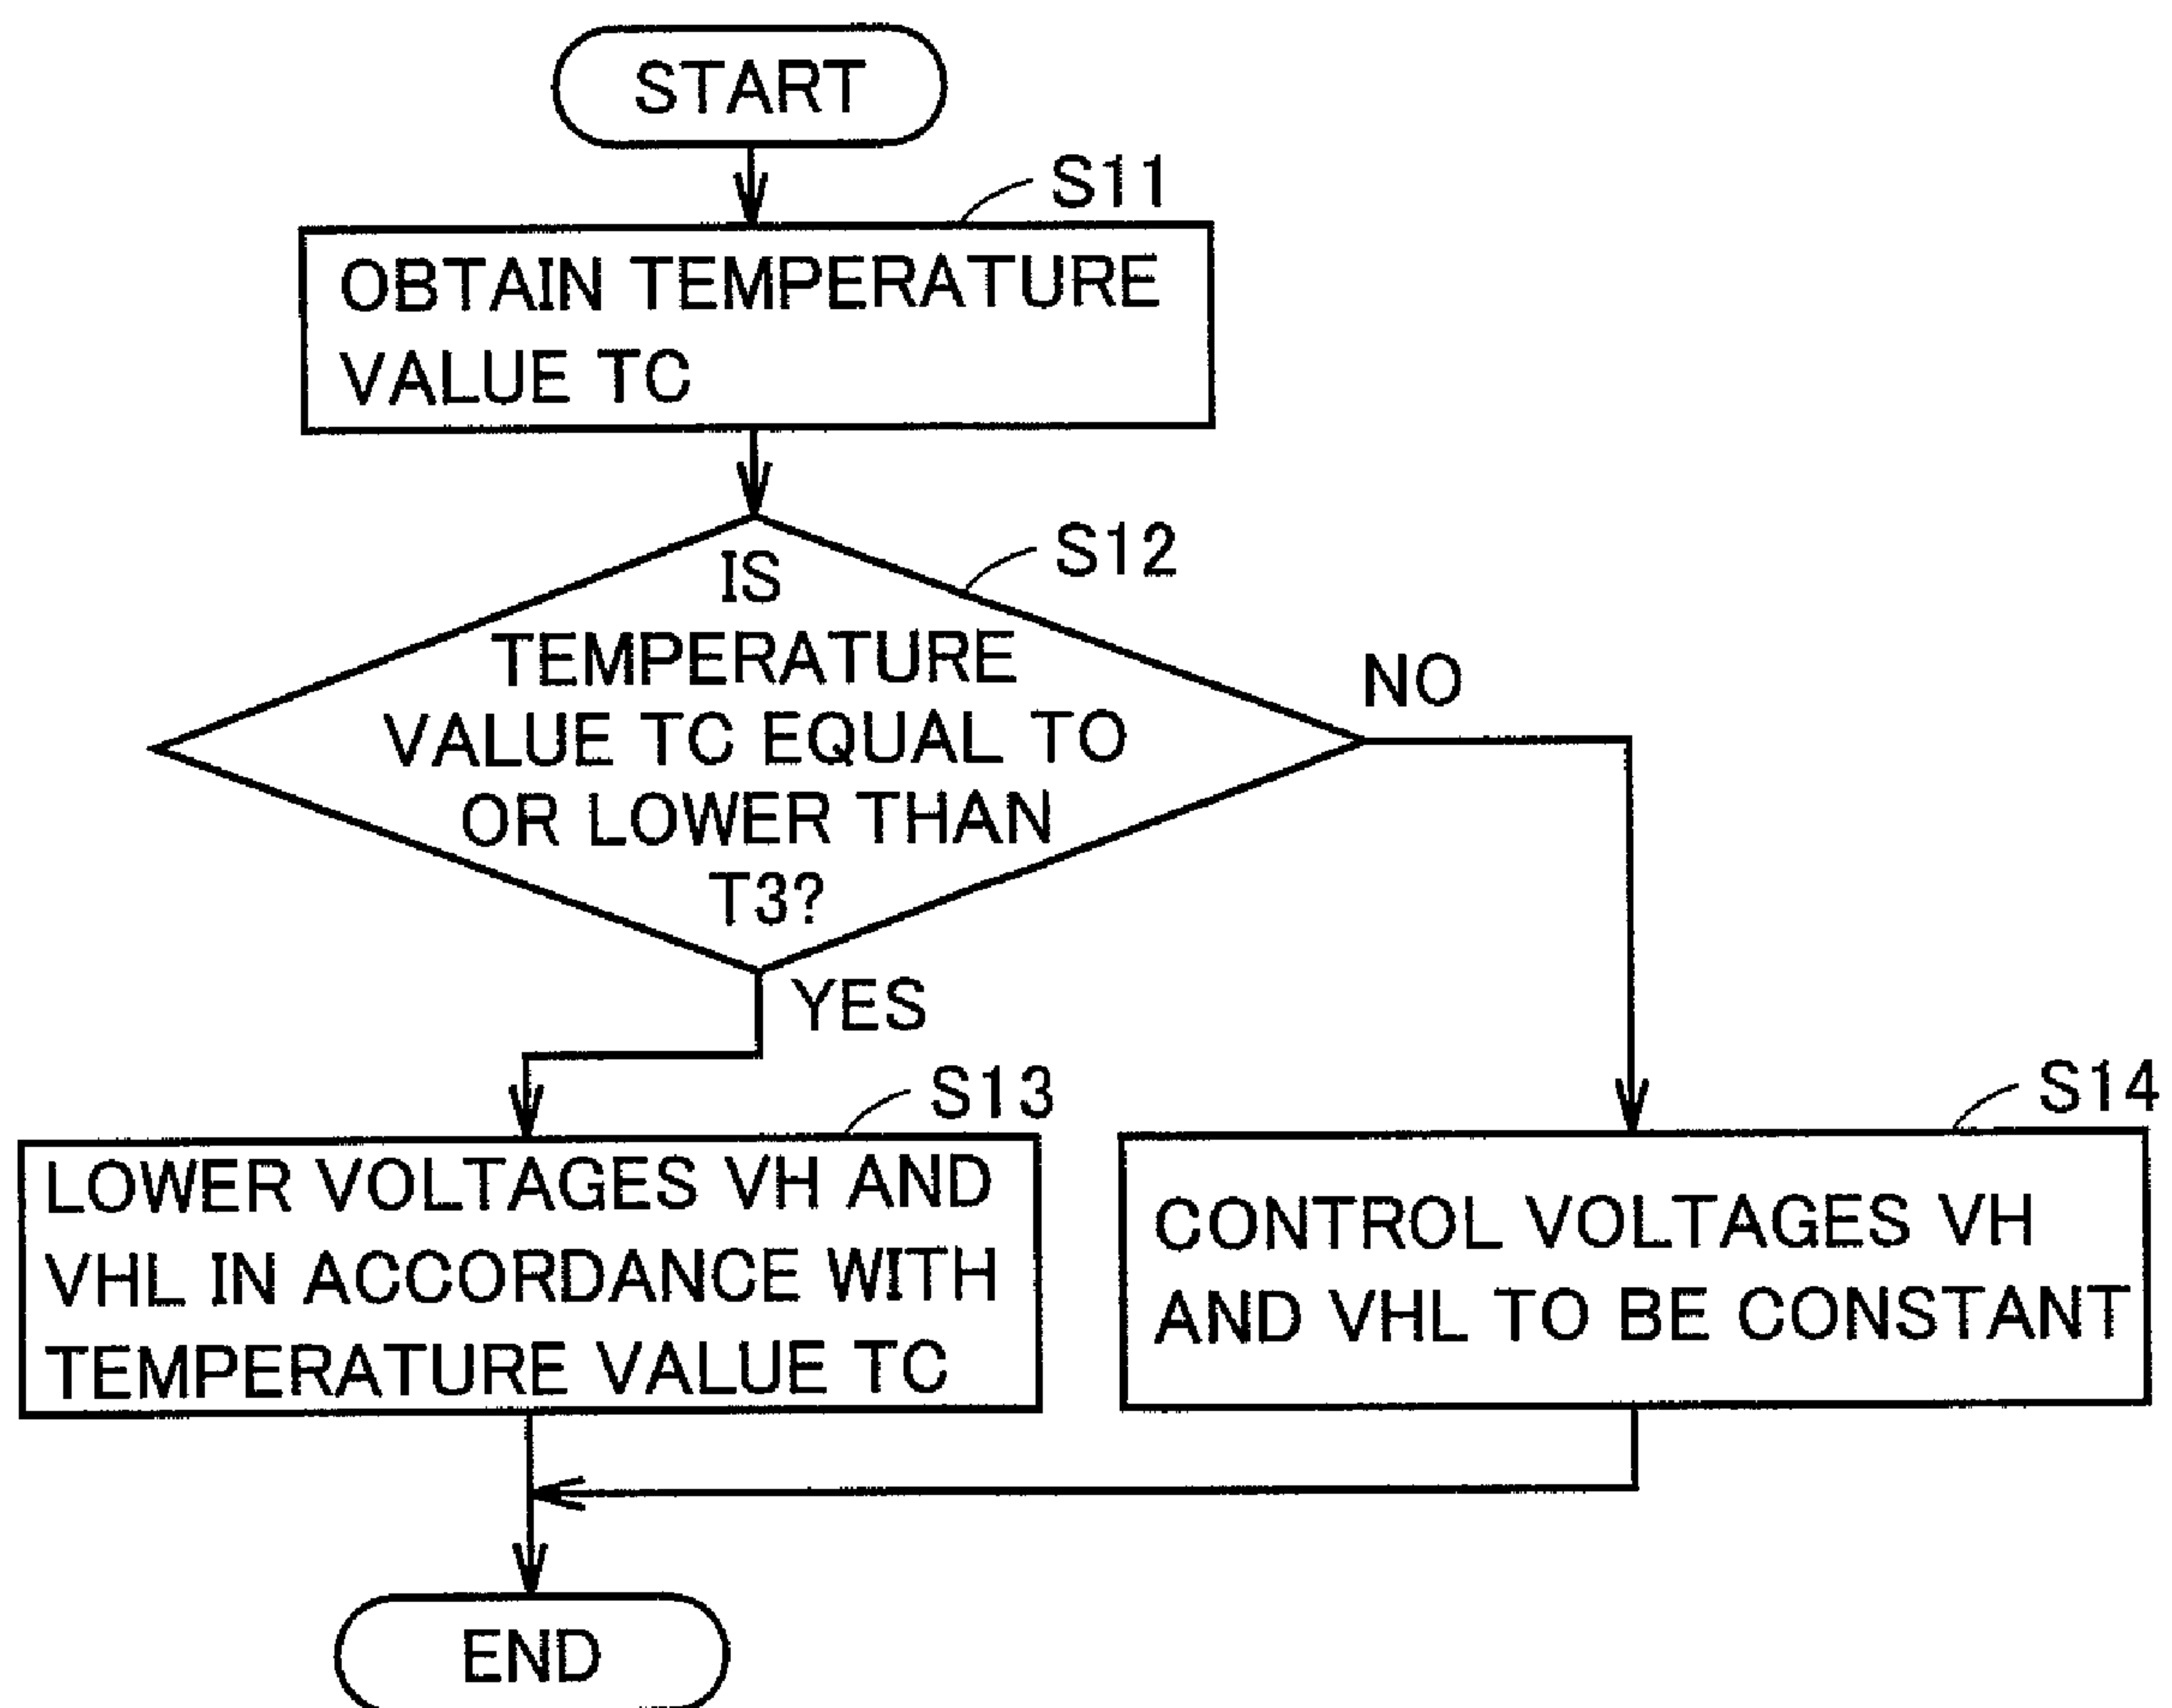 START
S11
OBTAIN TEMPERATURE
VALUE TC
S12
IS
TEMPERATURE
VALUE TC EQUAL TO
OR LOWER THAN
T3?
NO
YES
S13
LOWER VOLTAGES VH AND
VHL IN ACCORDANCE WITH
TEMPERATURE VALUE TC
S14
CONTROL VOLTAGES VH
AND VHL TO BE CONSTANT
END